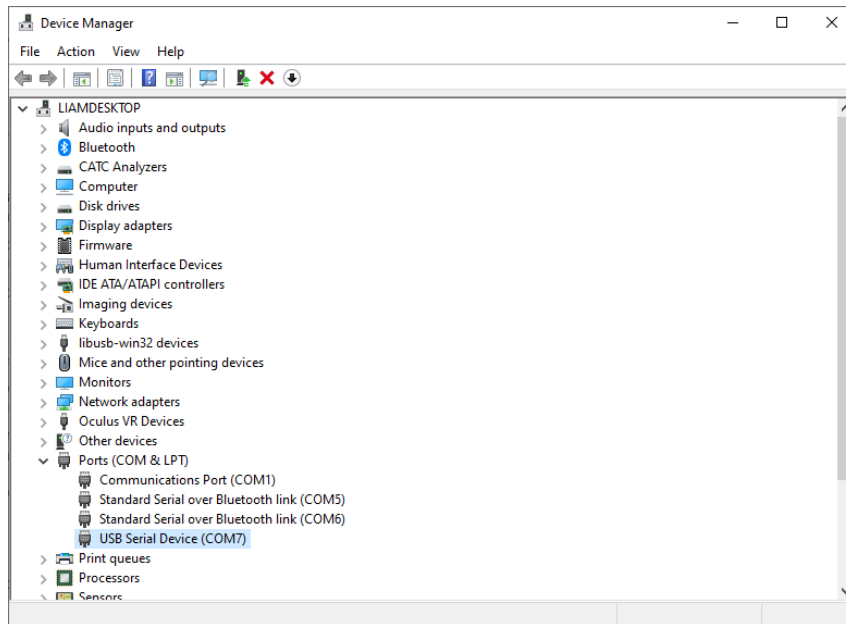 Device Manager
File Action View Help
LIAMDESKTOP
Audio inputs and outputs
Bluetooth
CATC Analyzers
Computer
Disk drives
Display adapters
Firmware
Human Interface Devices
IDE ATA/ATAPI controllers
Imaging devices
Keyboards
libusb-win32 devices
Mice and other pointing devices
Monitors
Network adapters
Oculus VR Devices
Other devices
Ports (COM & LPT)
Communications Port (COM1)
Standard Serial over Bluetooth link (COM5)
Standard Serial over Bluetooth link (COM6)
USB Serial Device (COM7)
Print queues
Processors
Sensors